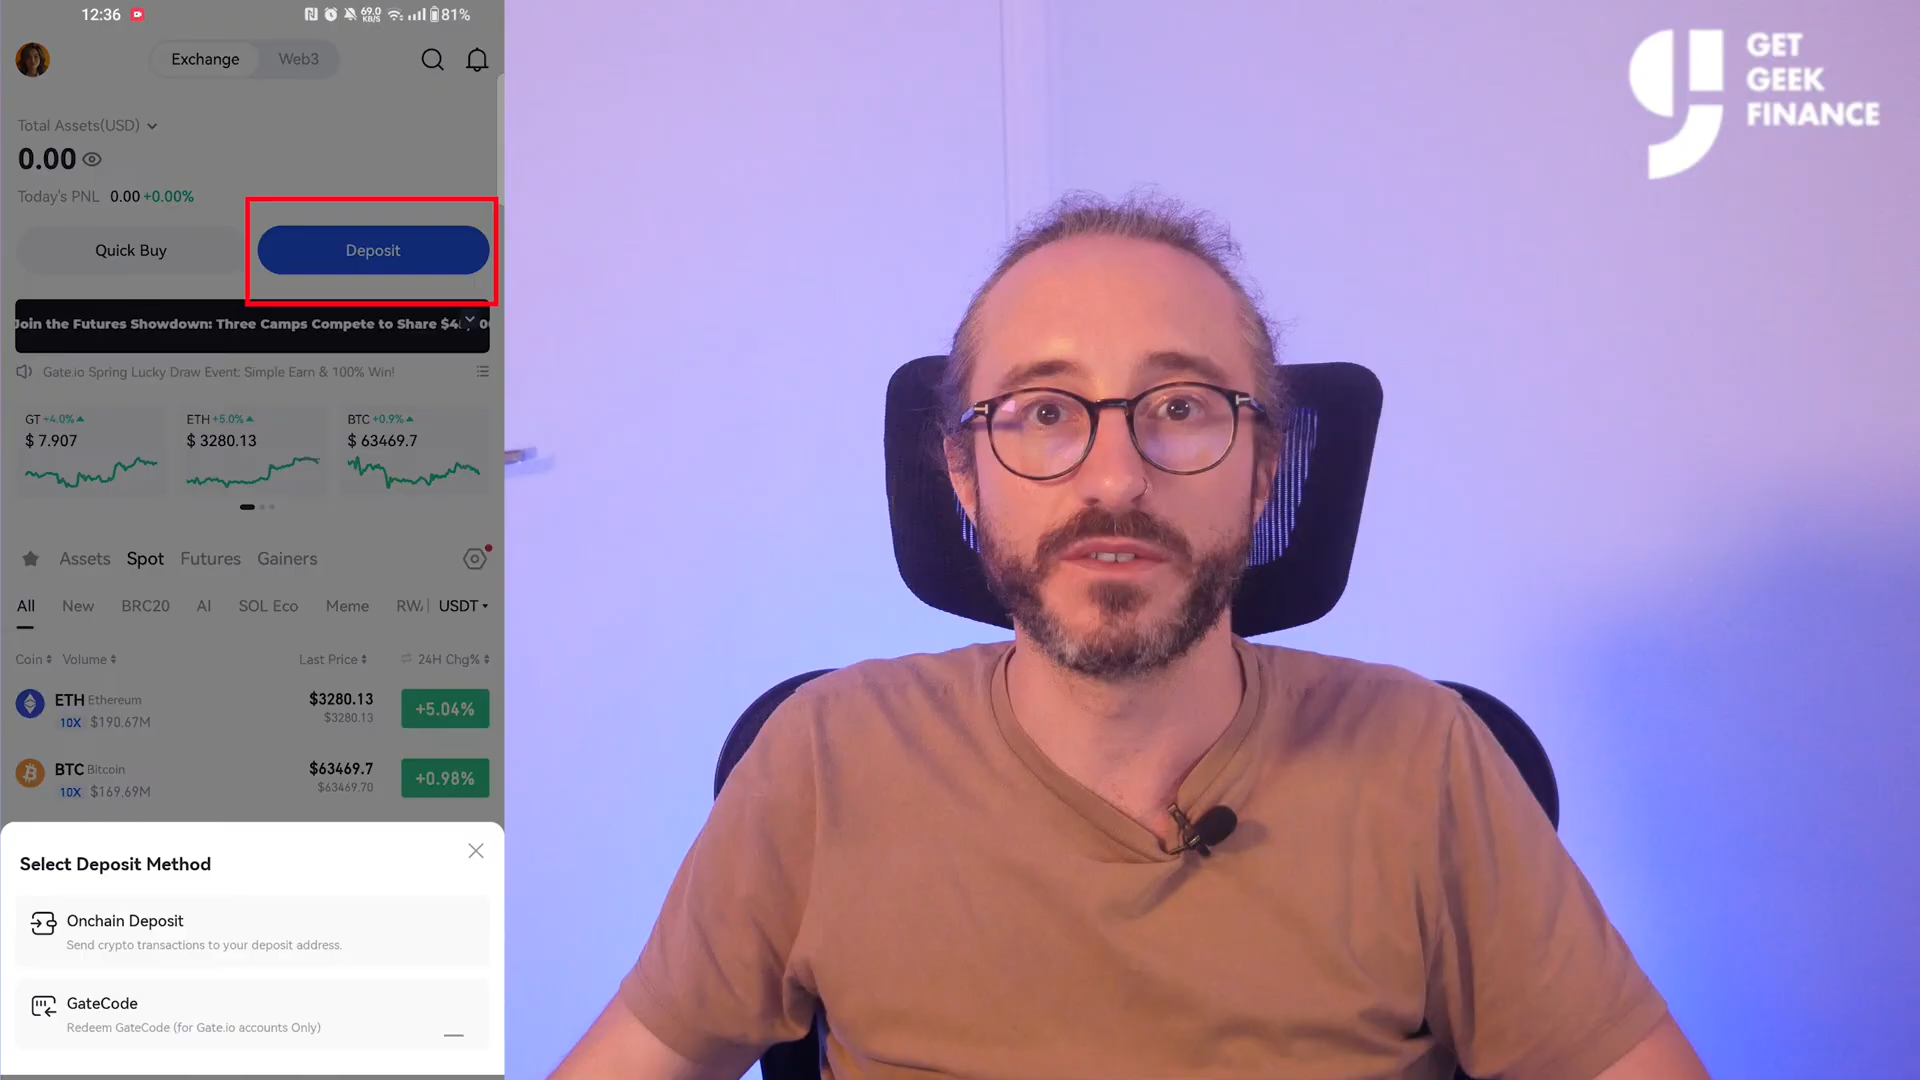 12:36
69.0
KB/S
81%
Exchange
Web3
GET
GEEK
FINANCE
Total Assets(USD)
0.00
Today's PNL 0.00 +0.00%
Quick Buy
Deposit
Join the Futures Showdown: Three Camps Compete to Share
Gate.io Spring Lucky Draw Event: Simple Earn & 100% Win!
GT +4.0%
$ 7.907
ETH +5.0%
$ 3280.13
BTC +0.9%
$ 63469.7
Assets Spot Futures Gainers
All New BRC20 AI SOL Eco Meme USDT
Coin Volume Last Price 24H Chg%
ETH Ethereum $3280.13 +5.04%
10X $190.67M $3280.13
BTC Bitcoin $63469.7 +0.98%
10X $169.69M $63469.70
Select Deposit Method
Onchain Deposit
Send crypto transactions to your deposit address.
GateCode
Redeem GateCode (for Gate.io accounts Only)